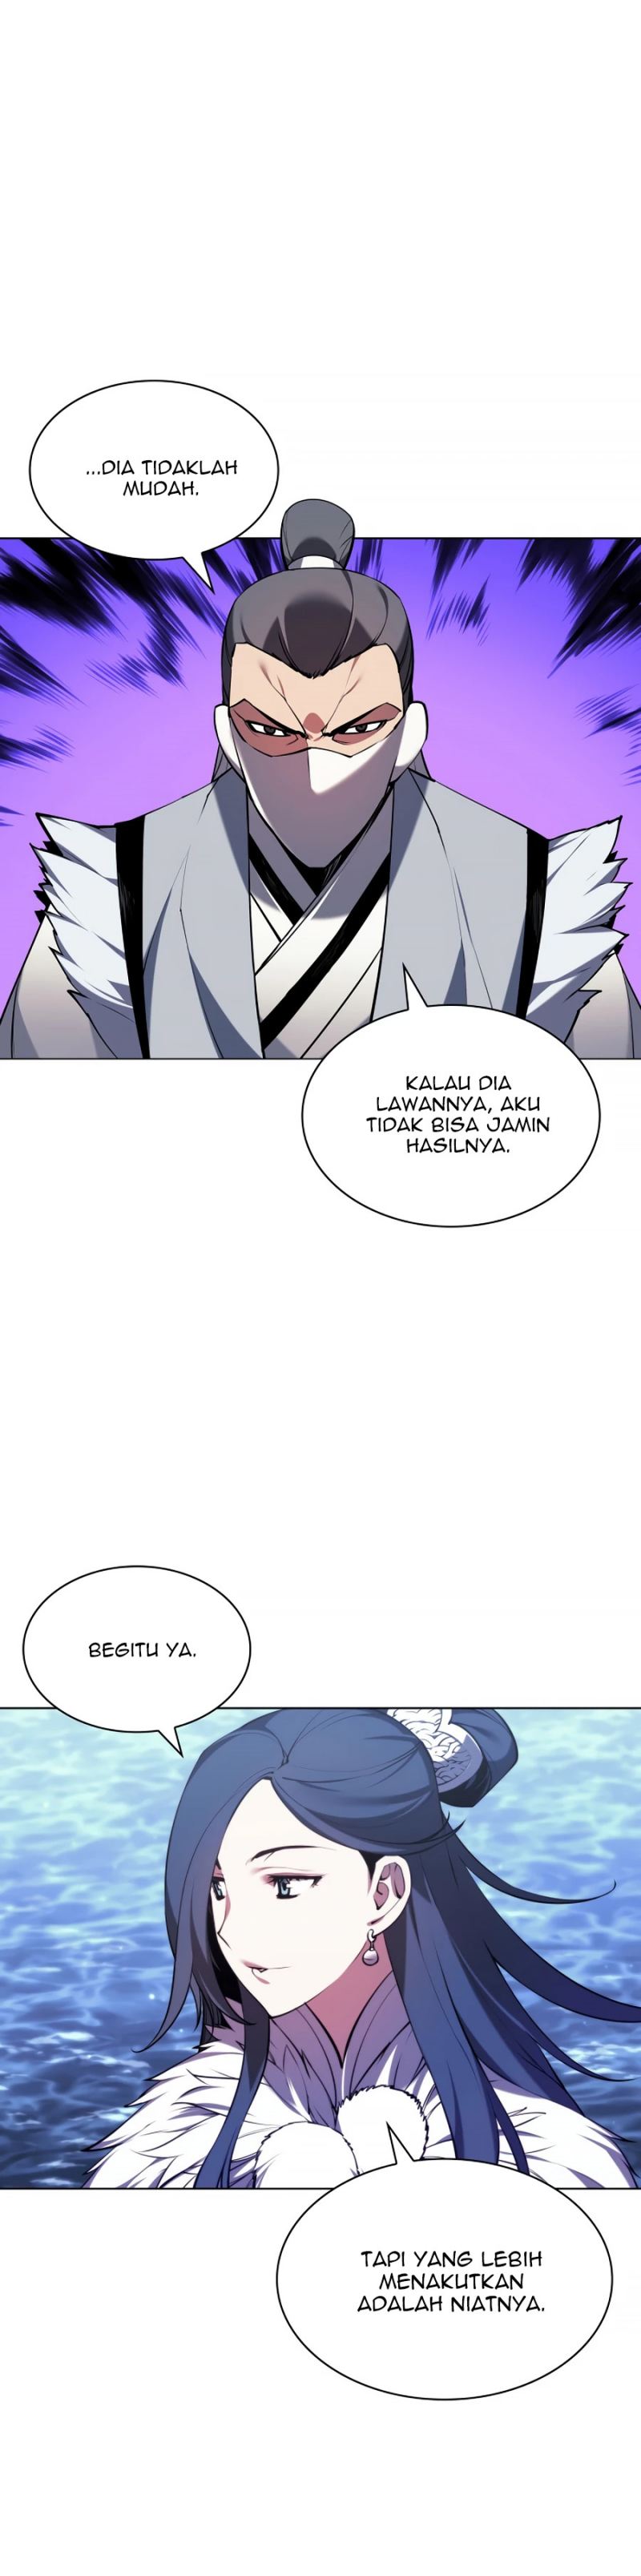 ...DIA TIDAKLAH
MUDAH.
KALAU DIA
LAWANNYA, AKU
TIDAK BISA JAMIN
HASILNYA.
BEGITU YA.
TAPI YANG LEBIH
MENAKUTKAN
ADALAH NIATNYA.